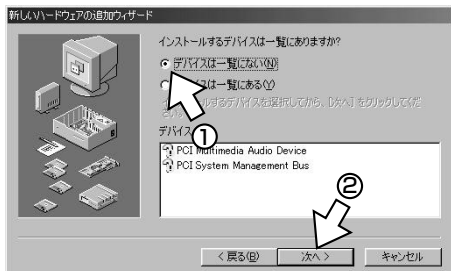 新しいハードウェアの追加ウィザード
インストールするデバイスは一覧にありますか?
デバイスは一覧にない(N)
イスは一覧にある(Y)
ールするデバイスを選択してから、[次へ] をクリックしてくだ
さい。
①
デバイス
PCI Multimedia Audio Device
PCI System Management Bus
②
< 戻る(B)
次へ >
キャンセル